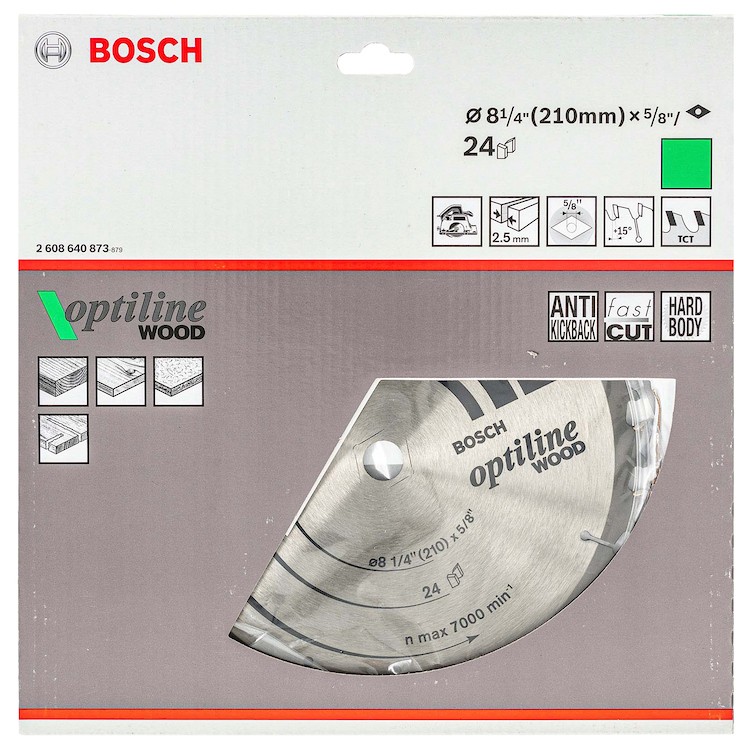 BOSCH
Ø 8 1/4" (210mm) × 5/8"/
24
5/8"
2.5 mm
+15°
TCT
2 608 640 873-879
optiline
WOOD
ANTI
KICKBACK
fast
CUT
HARD
BODY
BOSCH
optiline
WOOD
ø8 1/4" (210) x 5/8"
24
n max 7000 min-1